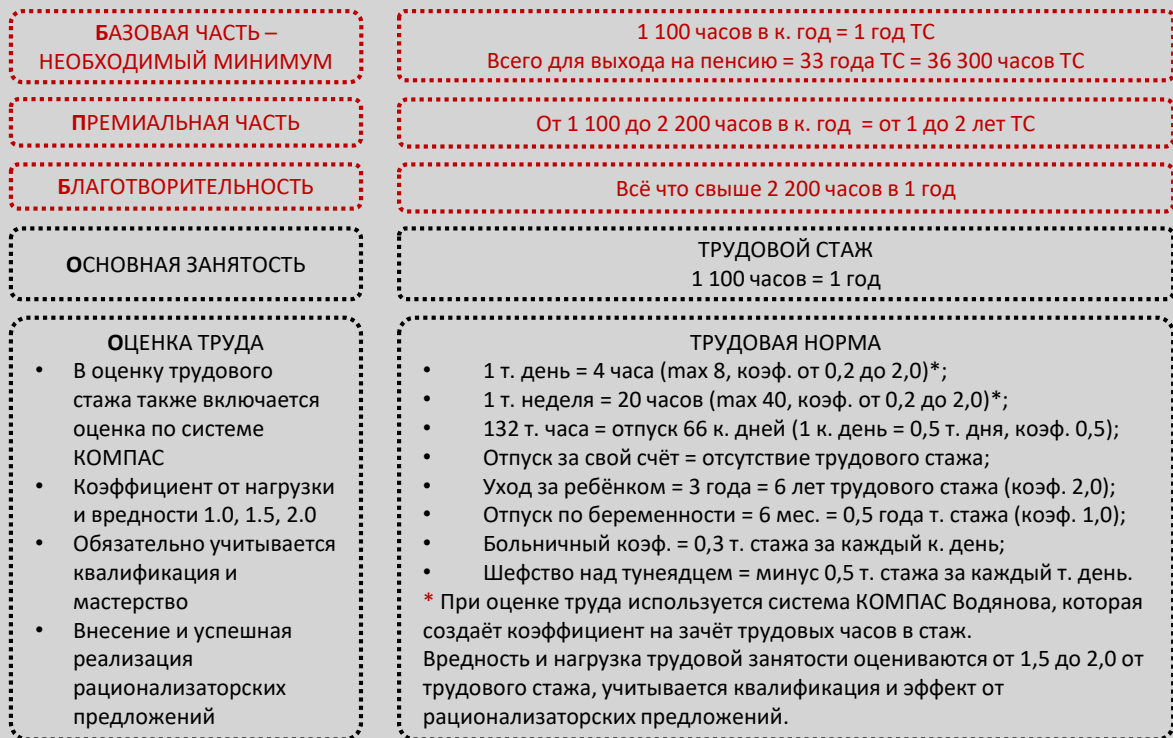 БАЗОВАЯ ЧАСТЬ –
НЕОБХОДИМЫЙ МИНИМУМ
1 100 часов в к. год = 1 год ТС
Всего для выхода на пенсию = 33 года ТС = 36 300 часов ТС
ПРЕМИАЛЬНАЯ ЧАСТЬ
От 1 100 до 2 200 часов в к. год = от 1 до 2 лет ТС
БЛАГОТВОРИТЕЛЬНОСТЬ
Всё что свыше 2 200 часов в 1 год
ОСНОВНАЯ ЗАНЯТОСТЬ
ТРУДОВОЙ СТАЖ
1 100 часов = 1 год
ОЦЕНКА ТРУДА
• В оценку трудового
стажа также включается
оценка по системе
КОМПАС
• Коэффициент от нагрузки
и вредности 1.0, 1.5, 2.0
• Обязательно учитывается
квалификация и
мастерство
• Внесение и успешная
реализация
рационализаторских
предложений
ТРУДОВАЯ НОРМА
• 1 т. день = 4 часа (max 8, коэф. от 0,2 до 2,0)*;
• 1 т. неделя = 20 часов (max 40, коэф. от 0,2 до 2,0)*;
• 132 т. часа = отпуск 66 к. дней (1 к. день = 0,5 т. дня, коэф. 0,5);
• Отпуск за свой счёт = отсутствие трудового стажа;
• Уход за ребёнком = 3 года = 6 лет трудового стажа (коэф. 2,0);
• Отпуск по беременности = 6 мес. = 0,5 года т. стажа (коэф. 1,0);
• Больничный коэф. = 0,3 т. стажа за каждый к. день;
• Шефство над тунеядцем = минус 0,5 т. стажа за каждый т. день.
* При оценке труда используется система КОМПАС Водянова, которая
создаёт коэффициент на зачёт трудовых часов в стаж.
Вредность и нагрузка трудовой занятости оцениваются от 1,5 до 2,0 от
трудового стажа, учитывается квалификация и эффект от
рационализаторских предложений.